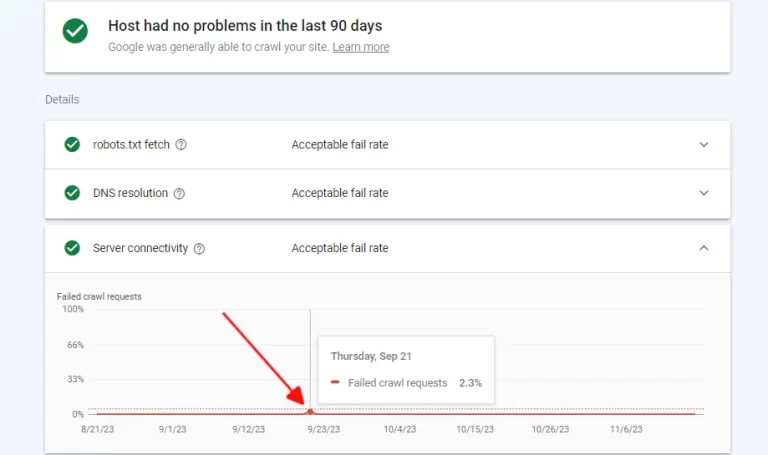 Host had no problems in the last 90 days
Google was generally able to crawl your site. Learn more
Details
robots.txt fetch Acceptable fail rate
DNS resolution Acceptable fail rate
Server connectivity Acceptable fail rate
Failed crawl requests
100%
66%
Thursday, Sep 21
33%
Failed crawl requests 2.3%
0%
8/21/23 9/1/23 9/12/23 9/23/23 10/4/23 10/15/23 10/26/23 11/6/23